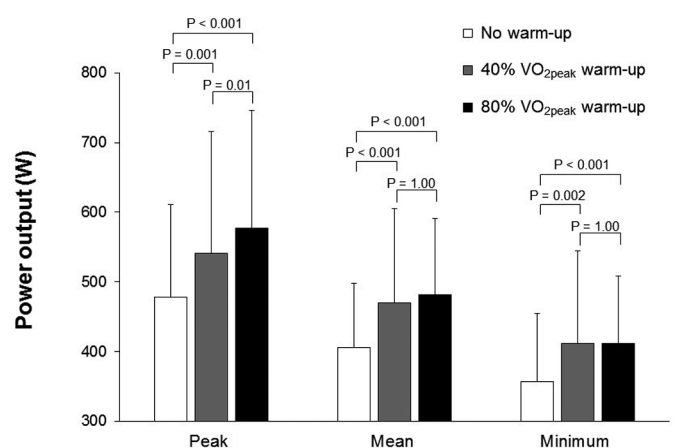 P < 0.001
P = 0.001
P = 0.01
No warm-up
40% VO2peak warm-up
80% VO2peak warm-up
P < 0.001
P < 0.001
P = 1.00
P < 0.001
P = 0.002
P = 1.00
Power output (W)
800
700
600
500
400
300
Peak
Mean
Minimum